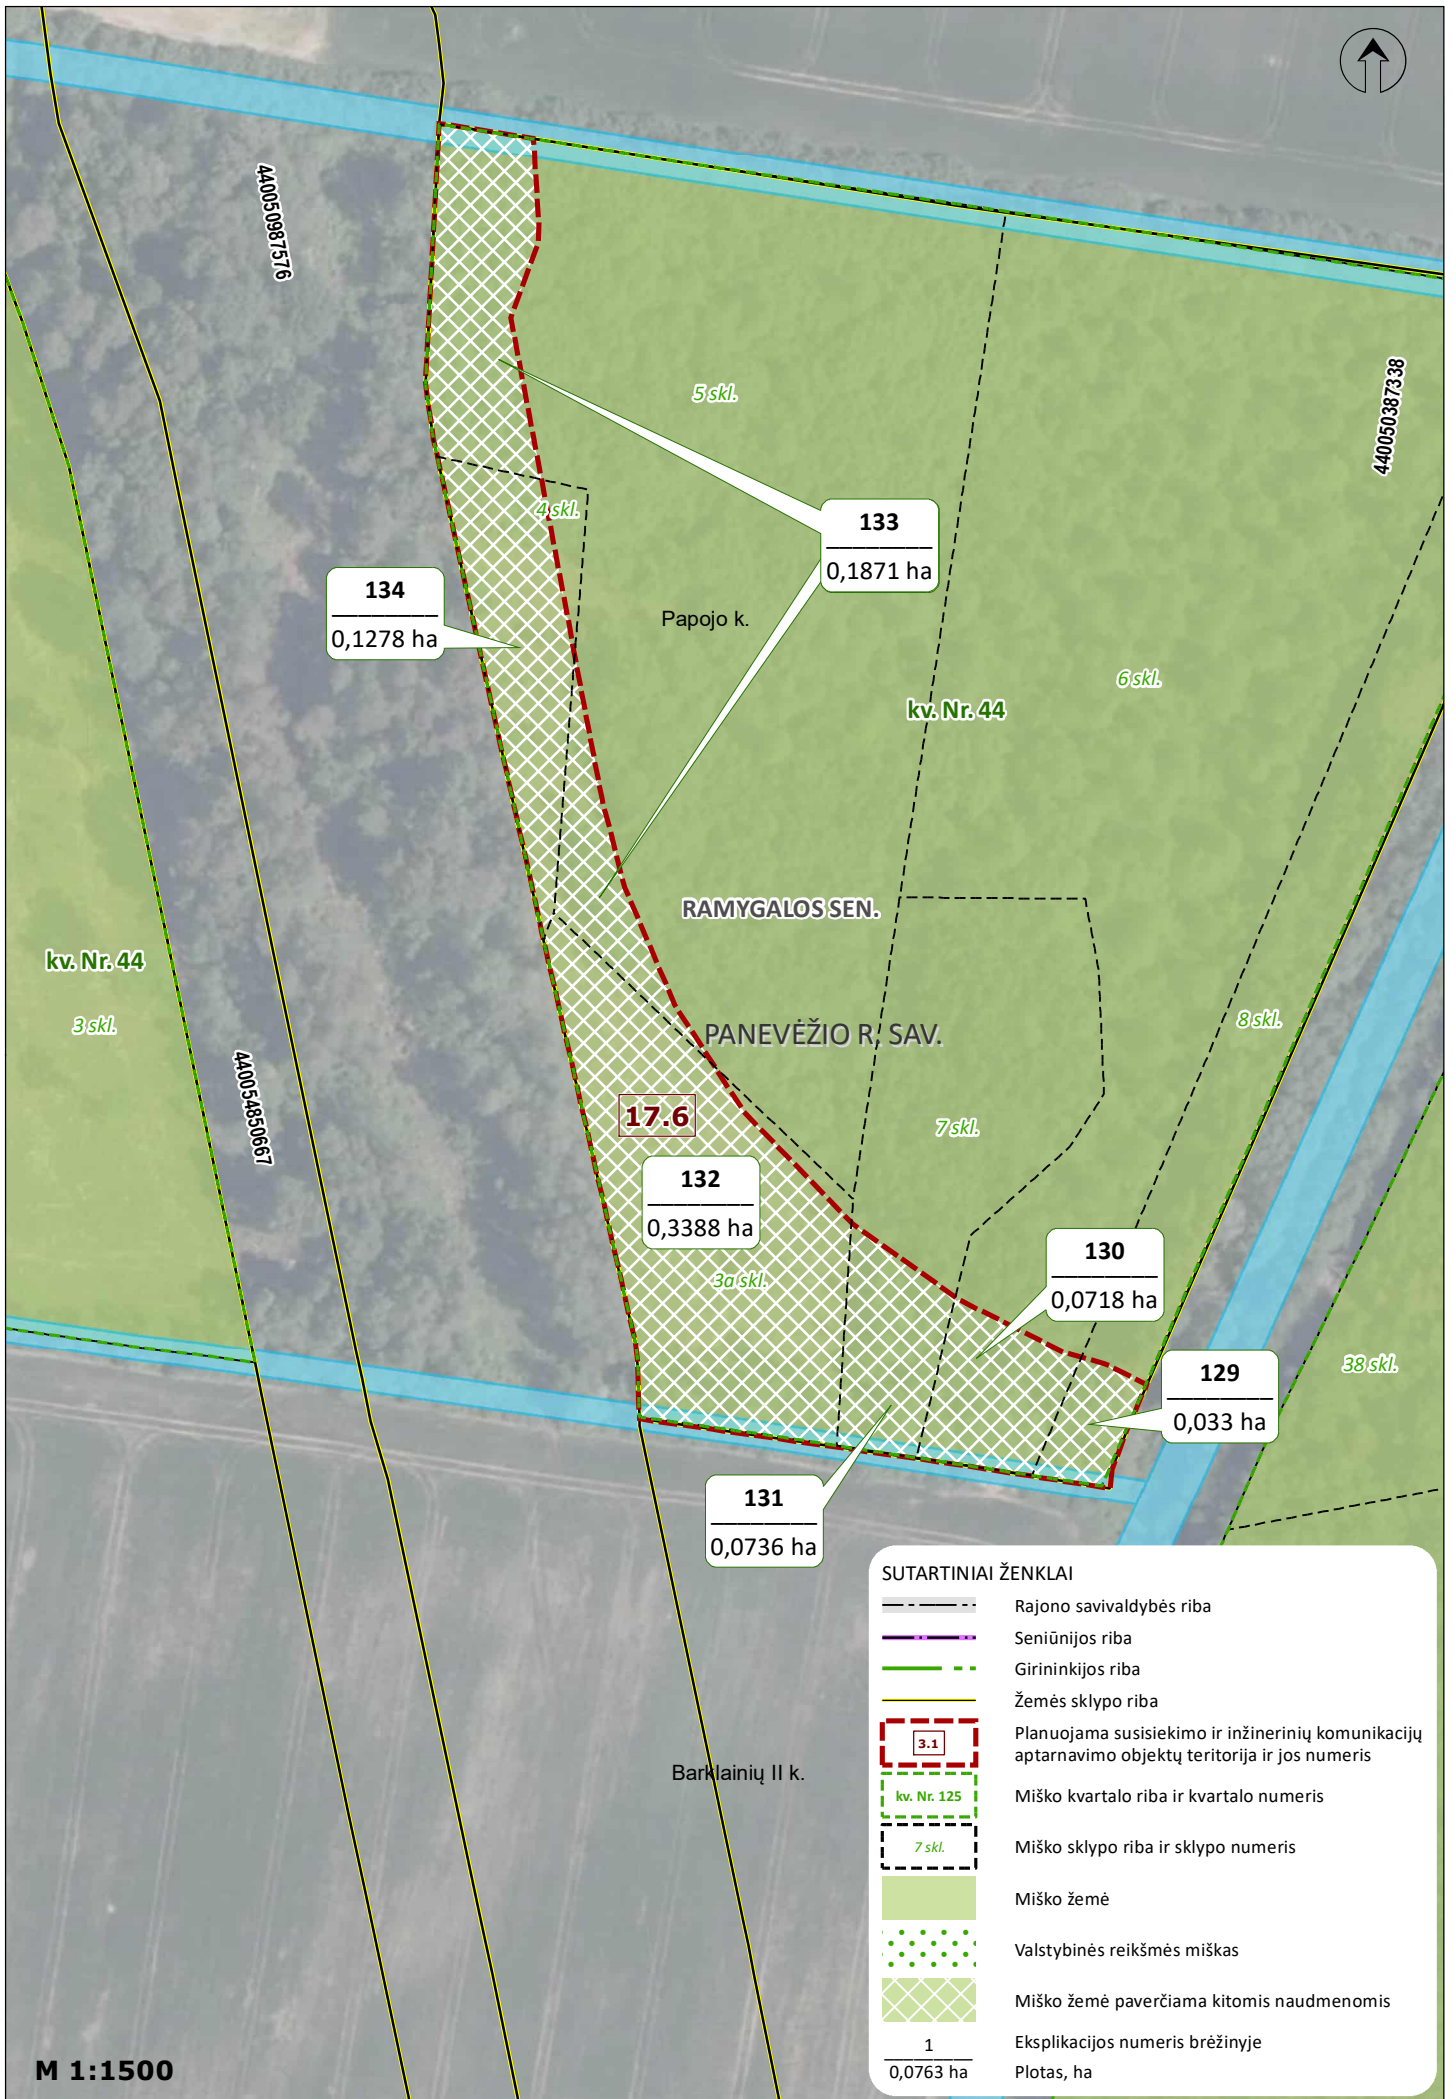 440050987576
440050387338
5 skl.
4 skl.
133
0,1871 ha
134
0,1278 ha
Papojo k.
6 skl.
kv. Nr. 44
RAMYGALOS SEN.
kv. Nr. 44
3 skl.
8 skl.
PANEVĖŽIO R. SAV.
440054850667
17.6
7 skl.
132
0,3388 ha
3a skl.
130
0,0718 ha
129
0,033 ha
38 skl.
131
0,0736 ha
Barklainių II k.
SUTARTINIAI ŽENKLAI
Rajono savivaldybės riba
Seniūnijos riba
Girininkijos riba
Žemės sklypo riba
3.1
Planuojama susisiekimo ir inžinerinių komunikacijų
aptarnavimo objektų teritorija ir jos numeris
kv. Nr. 125
Miško kvartalo riba ir kvartalo numeris
7 skl.
Miško sklypo riba ir sklypo numeris
Miško žemė
Valstybinės reikšmės miškas
Miško žemė paverčiama kitomis naudmenomis
1
Eksplikacijos numeris brėžinyje
0,0763 ha
Plotas, ha
M 1:1500